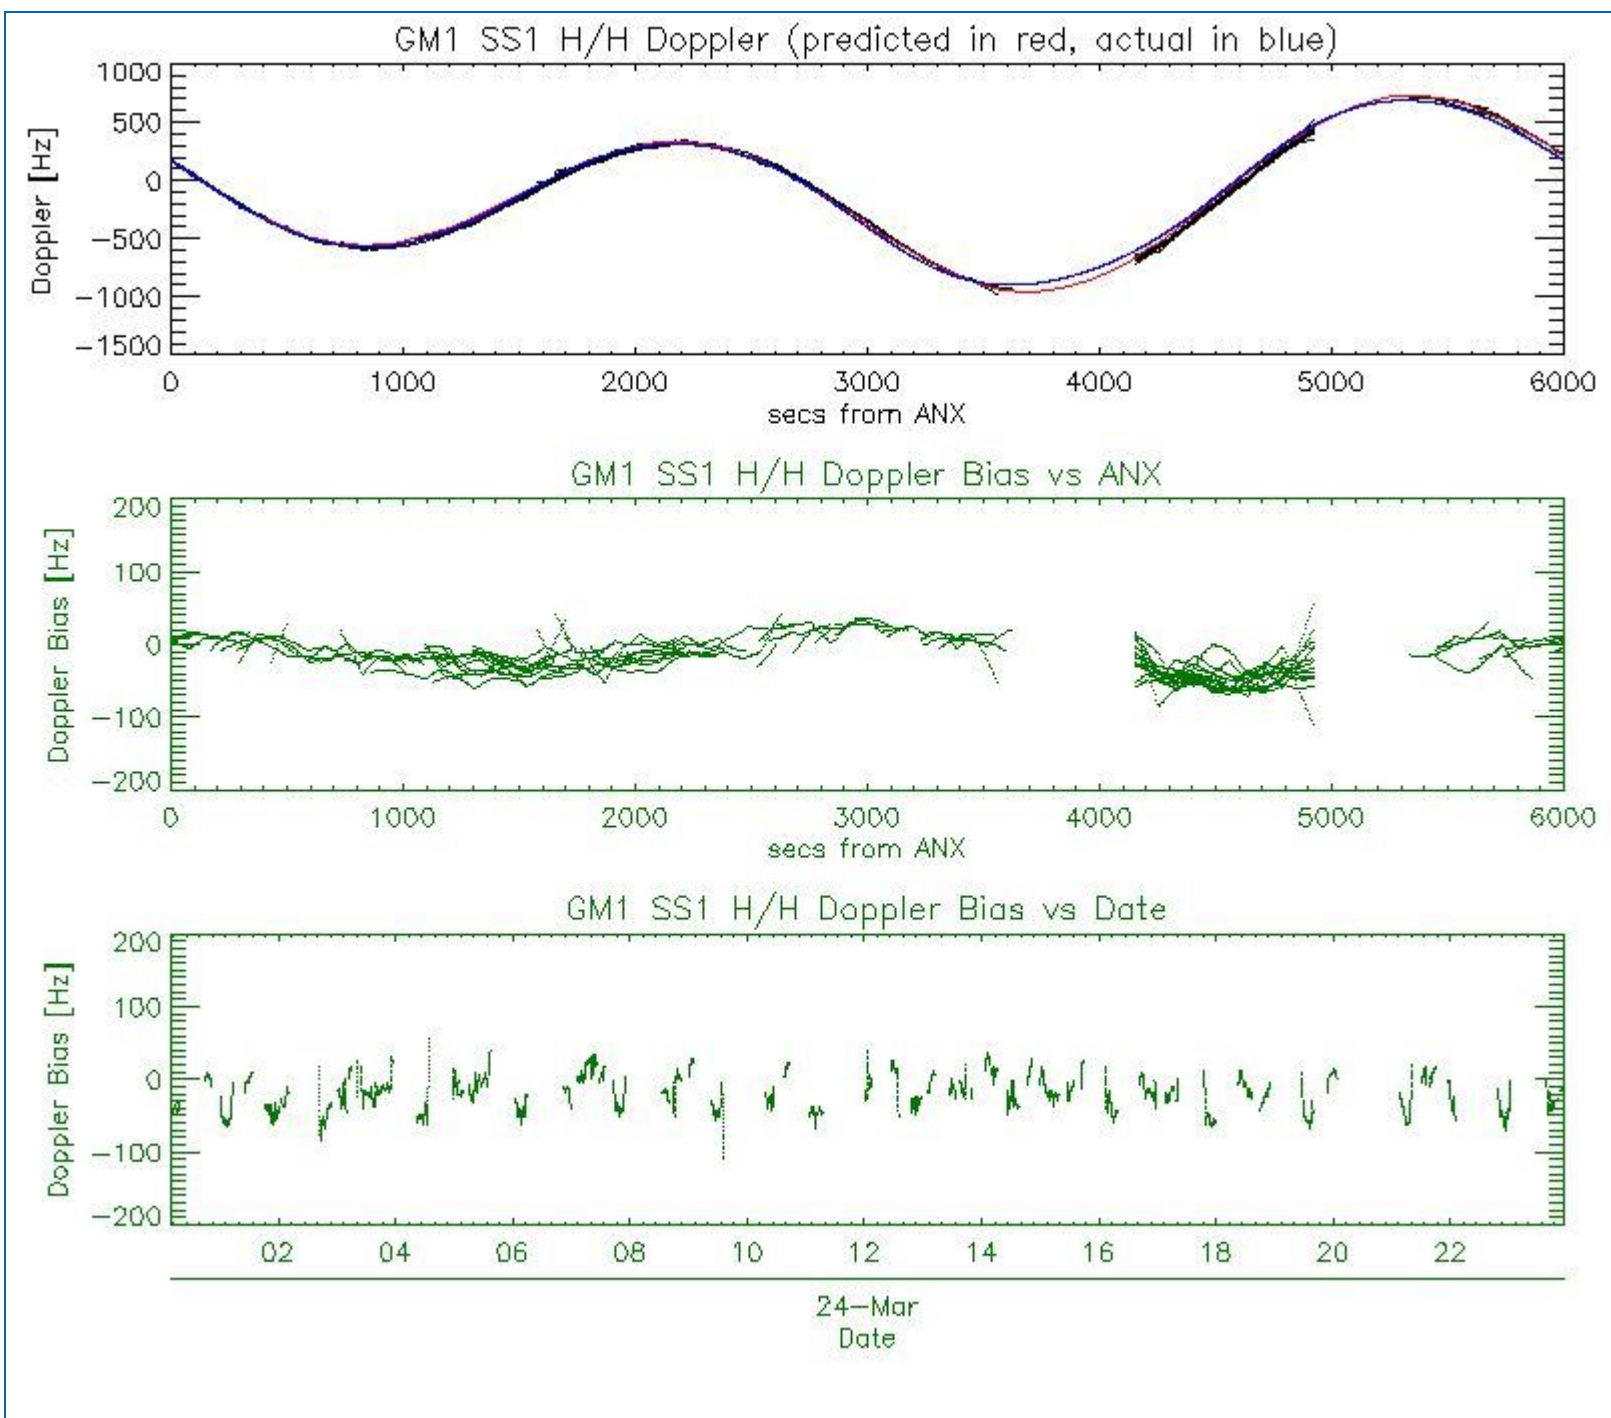 GM1 SS1 H/H Doppler (predicted in red, actual in blue)
1000
500
0
−500
−1000
−1500
Doppler [Hz]
0 1000 2000 3000 4000 5000 6000
secs from ANX
GM1 SS1 H/H Doppler Bias vs ANX
200
100
0
−100
−200
Doppler Bias [Hz]
0 1000 2000 3000 4000 5000 6000
secs from ANX
GM1 SS1 H/H Doppler Bias vs Date
200
100
0
−100
−200
Doppler Bias [Hz]
02 04 06 08 10 12 14 16 18 20 22
24−Mar
Date